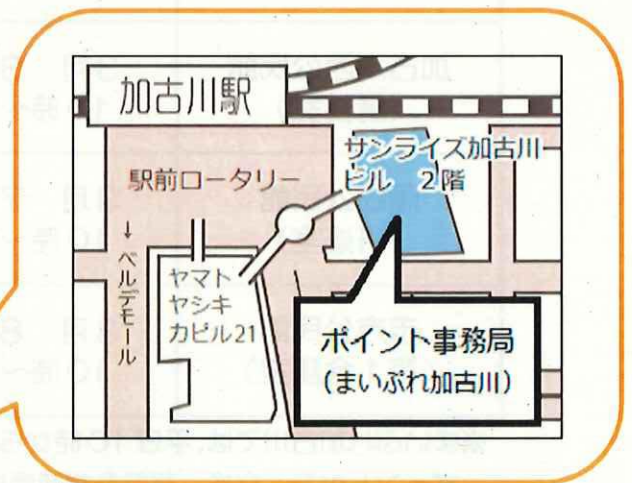 加古川駅
サンライズ加古川
ビル 2階
駅前ロータリー
↓ベルデモール
ヤマト
ヤシキ
カピル21
ポイント事務局
(まいぷれ加古川)